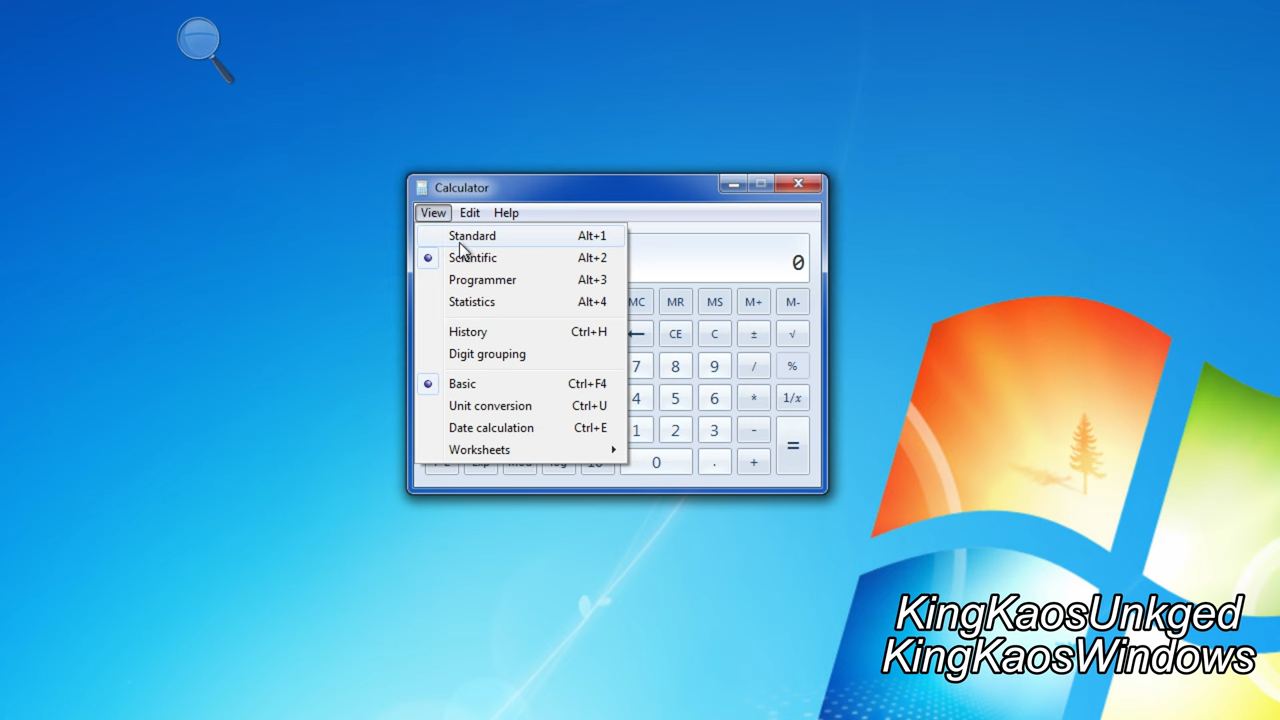 Calculator
View Edit Help
Standard Alt+1
Scientific Alt+2
Programmer Alt+3
Statistics Alt+4
History Ctrl+H
Digit grouping
Basic Ctrl+F4
Unit conversion Ctrl+U
Date calculation Ctrl+E
Worksheets
0
MC MR MS M+ M-
← CE C ± √
7 8 9 / %
4 5 6 * 1/x
1 2 3 - =
0 . +
KingKaosUnkged
KingKaosWindows